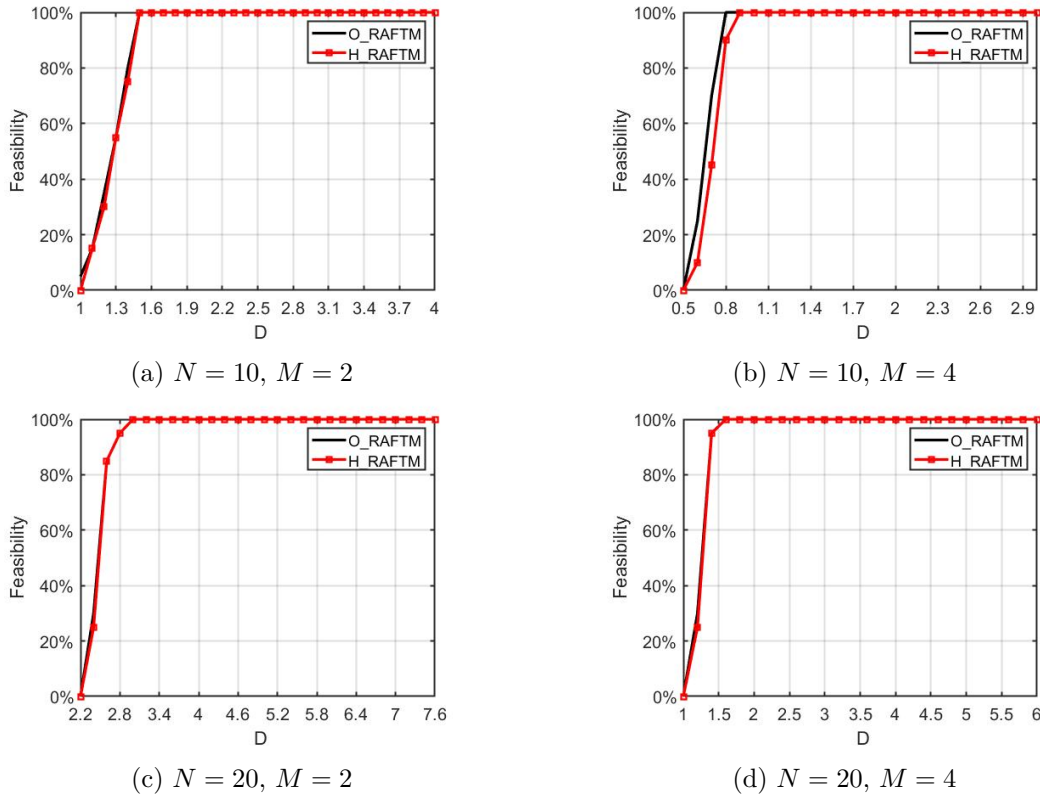 100%
80%
60%
40%
20%
0%
Feasibility
O_RAFTM
H_RAFTM
1 1.3 1.6 1.9 2.2 2.5 2.8 3.1 3.4 3.7 4
D
(a) N = 10, M = 2
100%
80%
60%
40%
20%
0%
Feasibility
O_RAFTM
H_RAFTM
0.5 0.8 1.1 1.4 1.7 2 2.3 2.6 2.9
D
(b) N = 10, M = 4
100%
80%
60%
40%
20%
0%
Feasibility
O_RAFTM
H_RAFTM
2.2 2.8 3.4 4 4.6 5.2 5.8 6.4 7 7.6
D
(c) N = 20, M = 2
100%
80%
60%
40%
20%
0%
Feasibility
O_RAFTM
H_RAFTM
1 1.5 2 2.5 3 3.5 4 4.5 5 5.5 6
D
(d) N = 20, M = 4